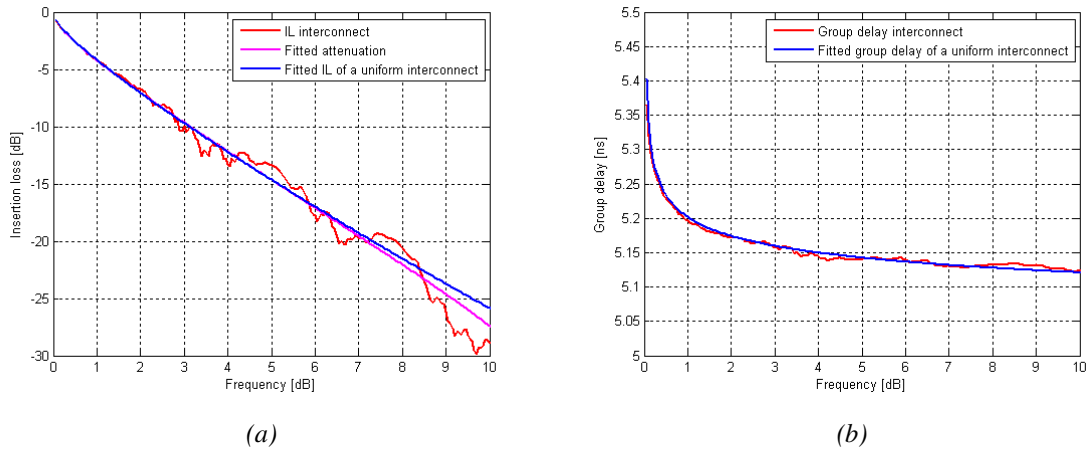 0
-5
-10
-15
-20
-25
-30
Insertion loss [dB]
0 1 2 3 4 5 6 7 8 9 10
Frequency [dB]
IL interconnect
Fitted attenuation
Fitted IL of a uniform interconnect
(a)
5.5
5.45
5.4
5.35
5.3
5.25
5.2
5.15
5.1
5.05
5
Group delay [ns]
0 1 2 3 4 5 6 7 8 9 10
Frequency [dB]
Group delay interconnect
Fitted group delay of a uniform interconnect
(b)